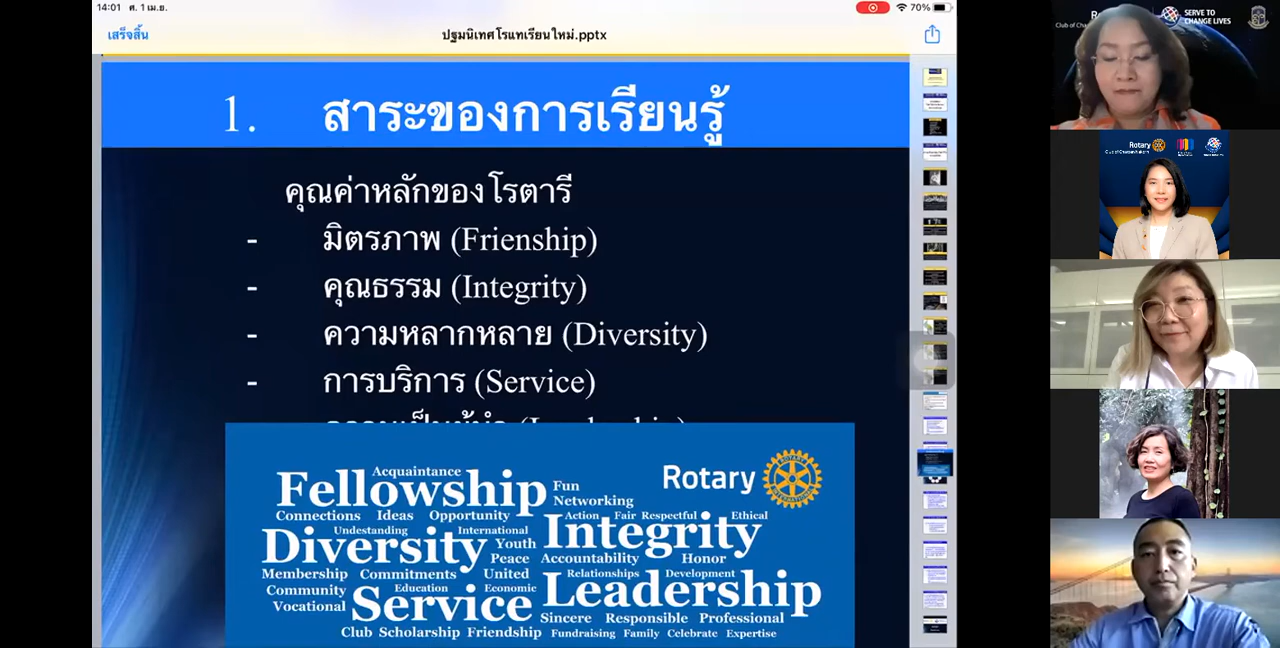 14:01 ศ. 1 เม.ย.
70%
เสร็จสิ้น
ปฐมนิเทศโรแทเรียนใหม่.pptx
1. สาระของการเรียนรู้
คุณค่าหลักของโรตารี
- มิตรภาพ (Frienship)
- คุณธรรม (Integrity)
- ความหลากหลาย (Diversity)
- การบริการ (Service)
Rotary
Acquaintance
Fellowship
Fun
Networking
Connections Ideas Opportunity
Action Fair Respectful Ethical
Undestanding International
Integrity
Diversity
Youth
Peace
Accountability Honor
Membership Commitments United
Relationships Development
Community
Education Economic
Leadership
Vocational
Service
Sincere Responsible Professional
Club Scholarship Friendship Fundraising Family Celebrate Expertise
SERVE TO
CHANGE LIVES
Rotary